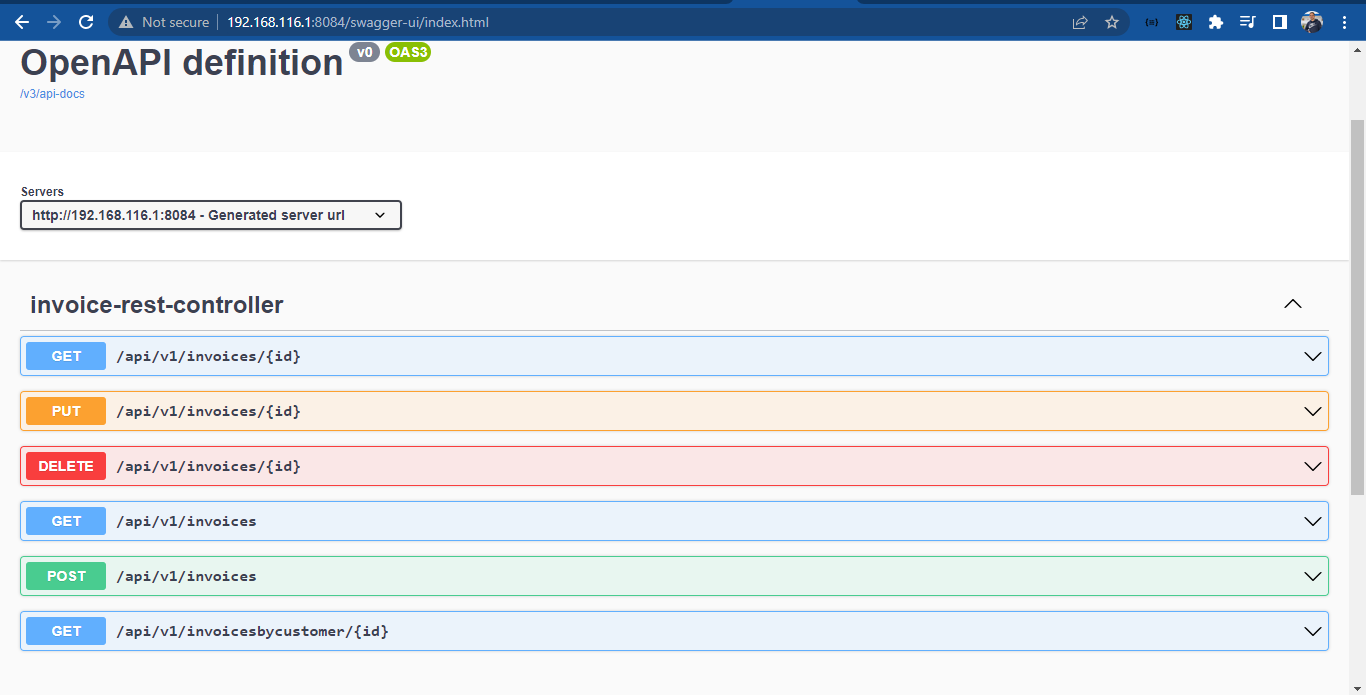 Not secure | 192.168.116.1:8084/swagger-ui/index.html
OpenAPI definition v0 OAS3
/v3/api-docs
Servers
http://192.168.116.1:8084 - Generated server url
invoice-rest-controller
GET /api/v1/invoices/{id}
PUT /api/v1/invoices/{id}
DELETE /api/v1/invoices/{id}
GET /api/v1/invoices
POST /api/v1/invoices
GET /api/v1/invoicesbycustomer/{id}